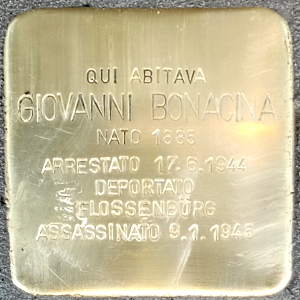 QUI ABITAVA
GIOVANNI BONACINA
NATO 1885
ARRESTATO 17.6.1944
DEPORTATO
FLOSSENBÜRG
ASSASSINATO 9.1.1945